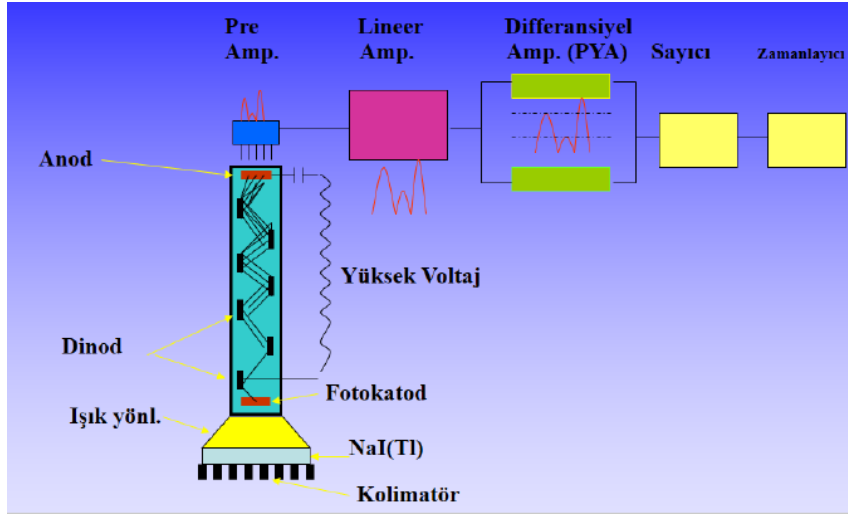 Pre
Amp.
Lineer
Amp.
Differansiyel
Amp. (PYA)
Sayıcı
Zamanlayıcı
Anod
Yüksek Voltaj
Dinod
Fotokatod
Işık yönl.
NaI(Tl)
Kolimatör